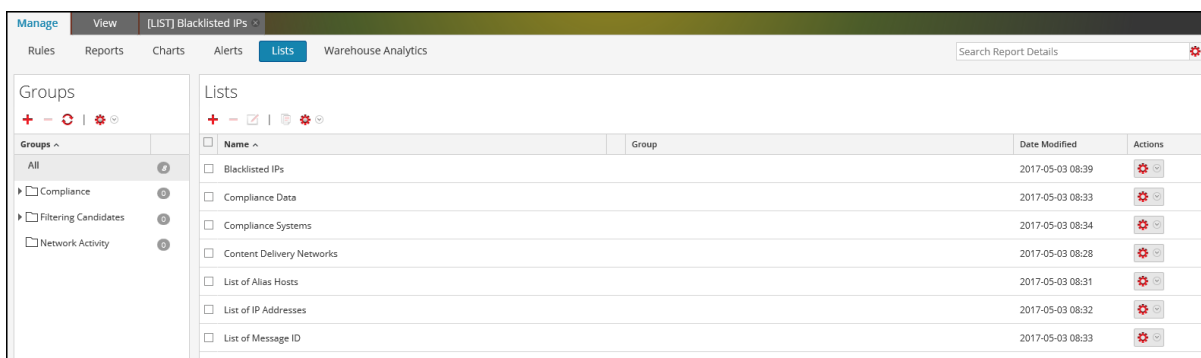 Manage View [LIST] Blacklisted IPs
Rules Reports Charts Alerts Lists Warehouse Analytics Search Report Details
Groups
Groups
All 8
Compliance 0
Filtering Candidates 0
Network Activity 0
Lists
Name Group Date Modified Actions
Blacklisted IPs 2017-05-03 08:39
Compliance Data 2017-05-03 08:33
Compliance Systems 2017-05-03 08:34
Content Delivery Networks 2017-05-03 08:28
List of Alias Hosts 2017-05-03 08:31
List of IP Addresses 2017-05-03 08:32
List of Message ID 2017-05-03 08:33